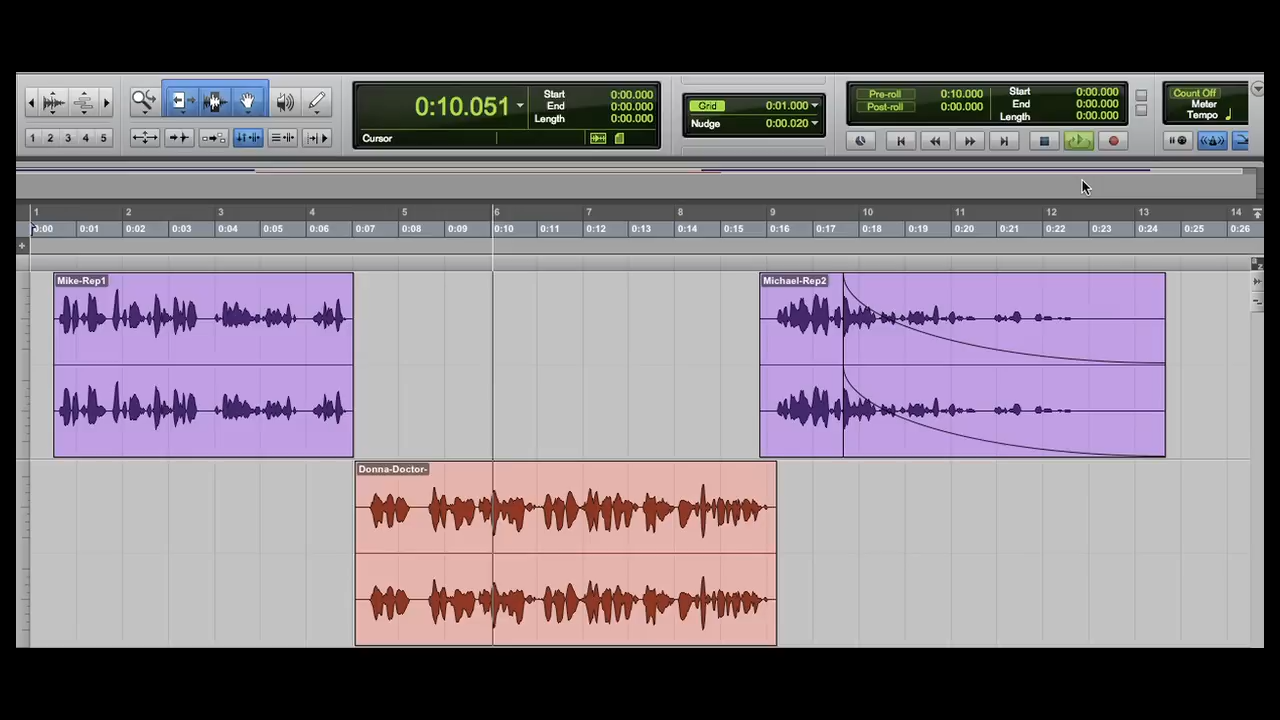 0:10.051
Start 0:00.000
End 0:00.000
Length 0:00.000
Cursor
Grid 0:01.000
Nudge 0:00.020
Pre-roll 0:10.000
Post-roll 0:00.000
Start 0:00.000
End 0:00.000
Length 0:00.000
Count Off
Meter
Tempo
1 2 3 4 5
1 2 3 4 5 6 7 8 9 10 11 12 13 14
0:00 0:01 0:02 0:03 0:04 0:05 0:06 0:07 0:08 0:09 0:10 0:11 0:12 0:13 0:14 0:15 0:16 0:17 0:18 0:19 0:20 0:21 0:22 0:23 0:24 0:25 0:26
Mike-Rep1
Michael-Rep2
Donna-Doctor-